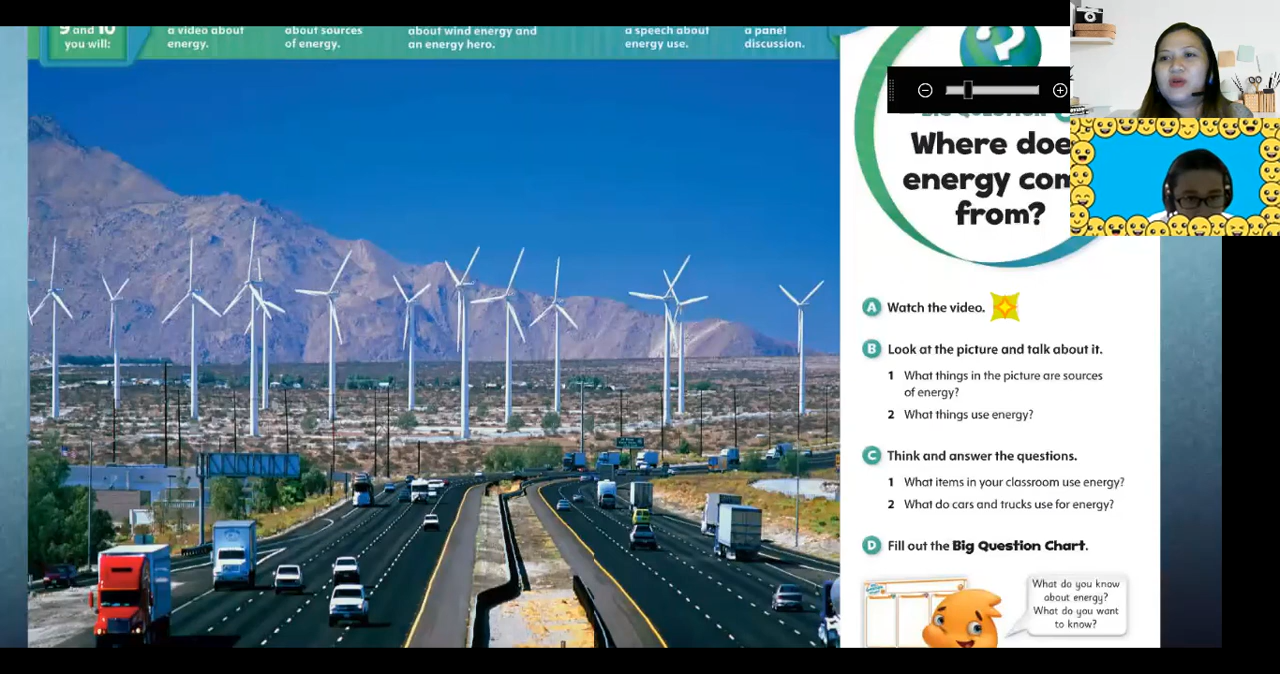 9 and 10
you will:
a video about
energy.
about sources
of energy.
about wind energy and
an energy hero.
a speech about
energy use.
a panel
discussion.
?
Where doe
energy com
from?
A Watch the video.
B Look at the picture and talk about it.
1 What things in the picture are sources
of energy?
2 What things use energy?
C Think and answer the questions.
1 What items in your classroom use energy?
2 What do cars and trucks use for energy?
D Fill out the Big Question Chart.
What do you know
about energy?
What do you want
to know?